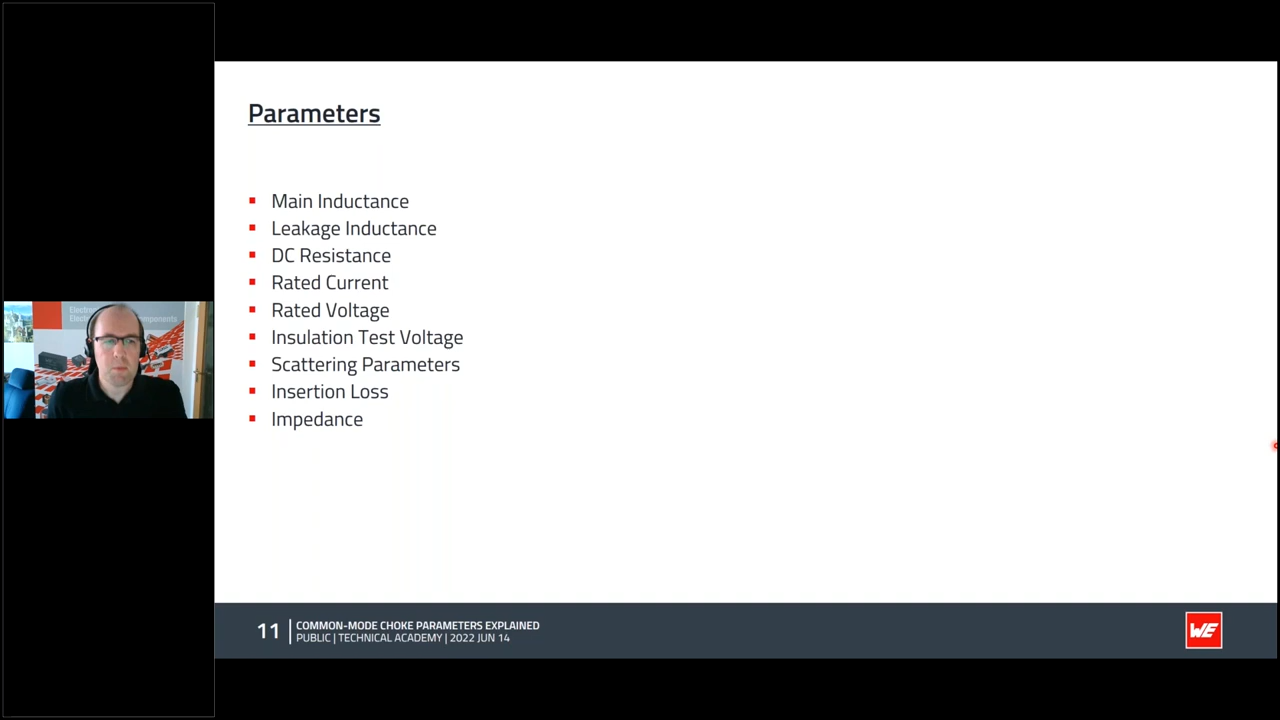 Parameters
Main Inductance
Leakage Inductance
DC Resistance
Rated Current
Rated Voltage
Insulation Test Voltage
Scattering Parameters
Insertion Loss
Impedance
11
COMMON-MODE CHOKE PARAMETERS EXPLAINED
PUBLIC | TECHNICAL ACADEMY | 2022 JUN 14
WE